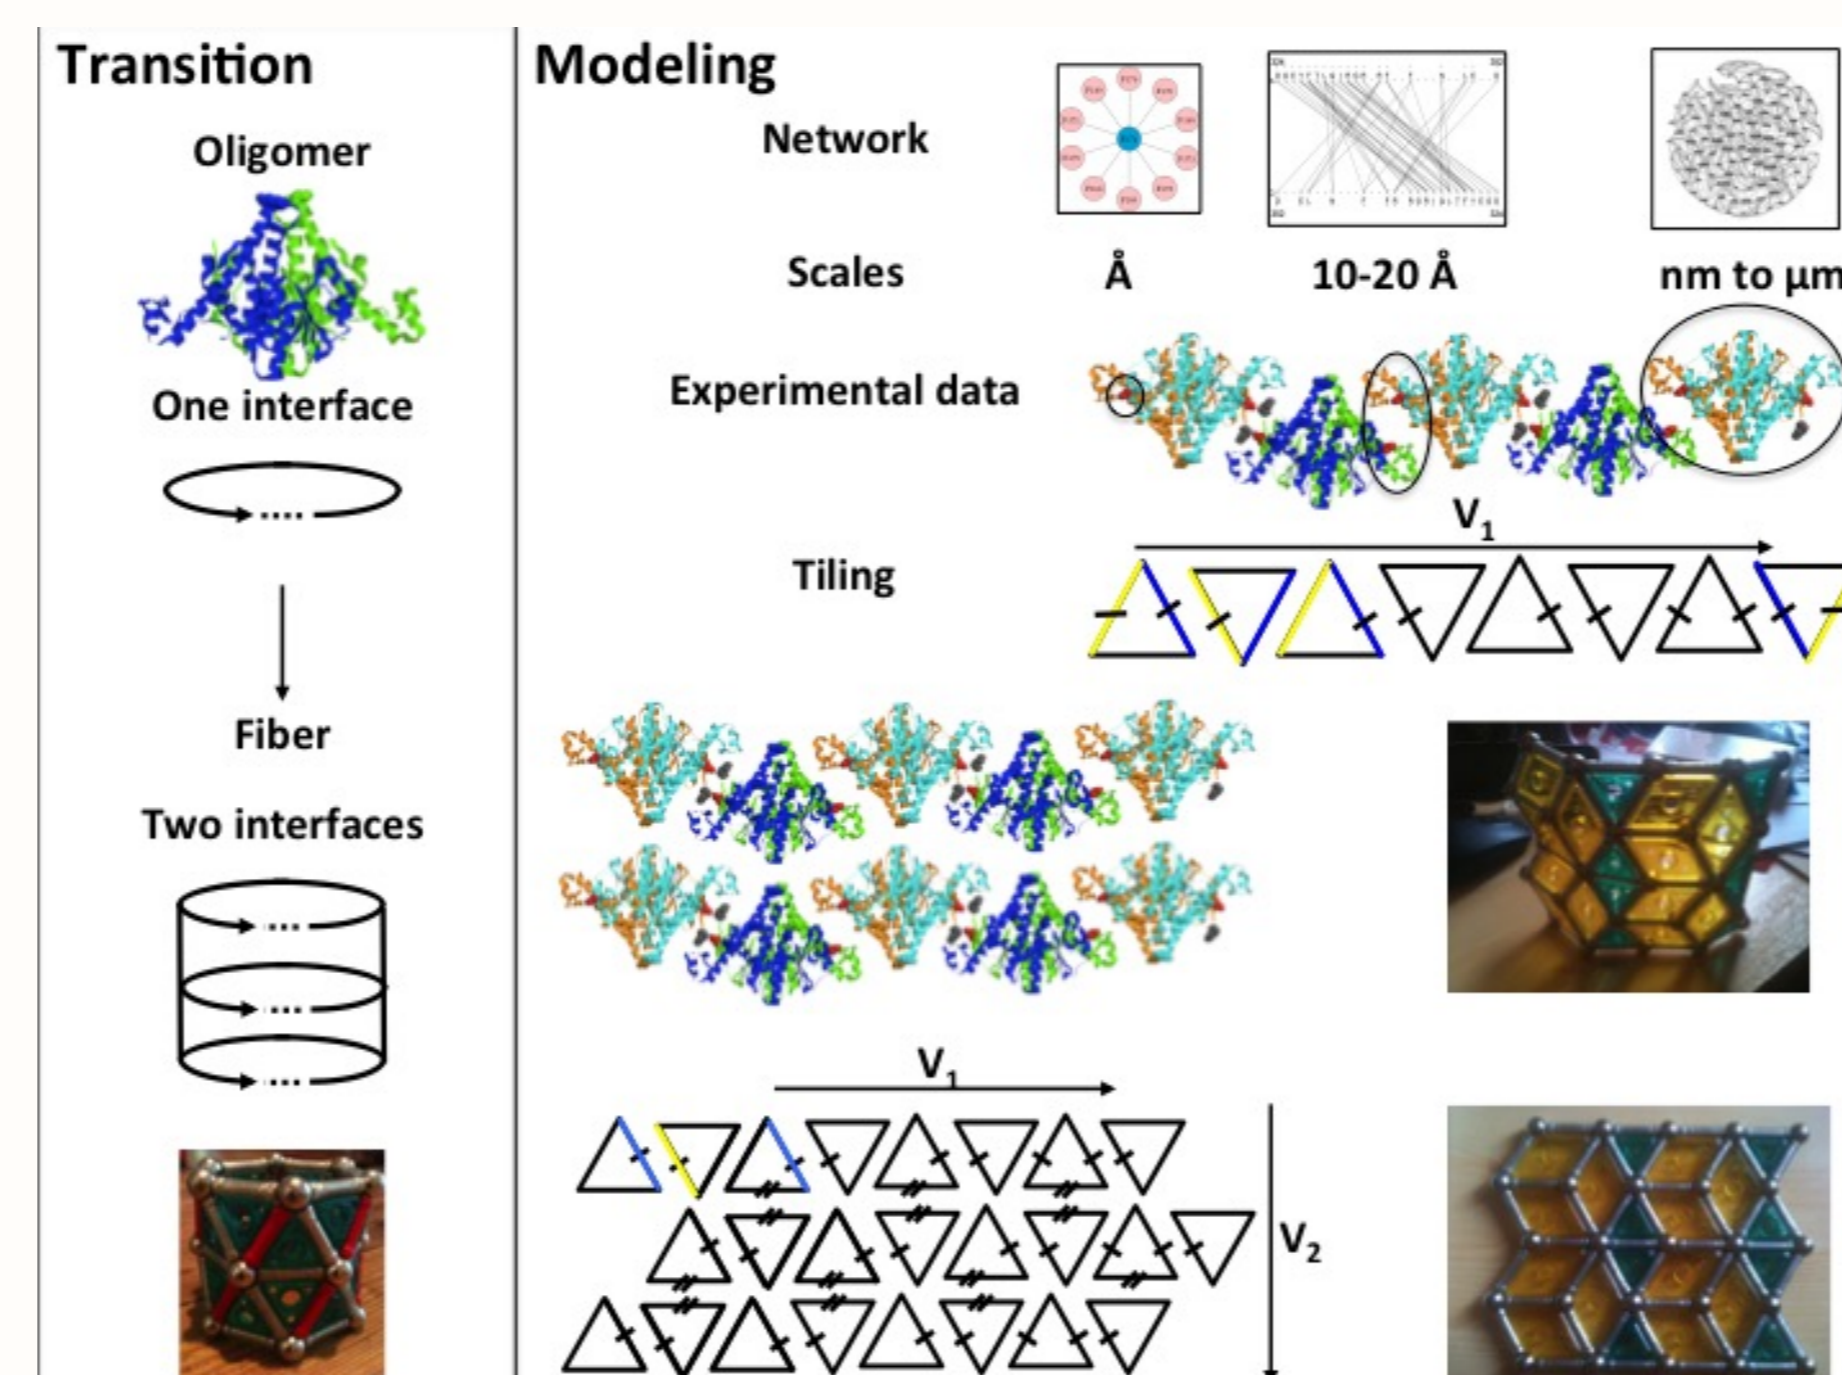 Transition
Oligomer
One interface
Fiber
Two interfaces
Modeling
Network
Scales
Å
10-20 Å
nm to μm
Experimental data
V1
Tiling
V1
V2